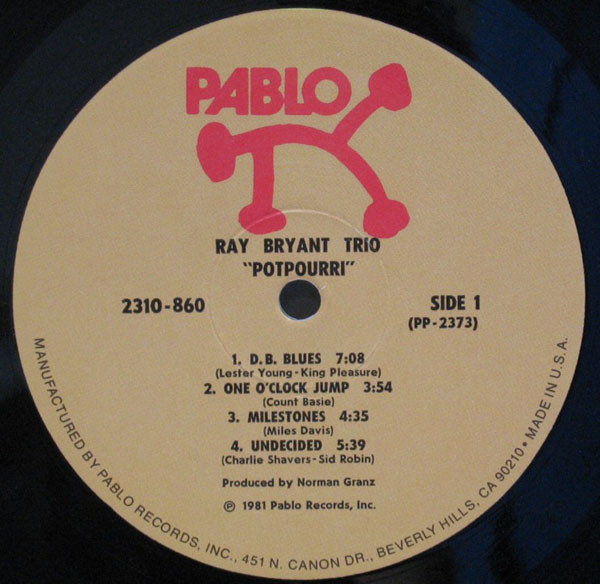 PABLO
RAY BRYANT TRIO
"POTPOURRI"
2310-860
SIDE 1
(PP-2373)
1. D.B. BLUES 7:08
(Lester Young-King Pleasure)
2. ONE O'CLOCK JUMP 3:54
(Count Basie)
3. MILESTONES 4:35
(Miles Davis)
4. UNDECIDED 5:39
(Charlie Shavers-Sid Robin)
Produced by Norman Granz
℗ 1981 Pablo Records, Inc.
MANUFACTURED BY PABLO RECORDS, INC., 451 N. CANON DR., BEVERLY HILLS, CA 90210 • MADE IN U.S.A.